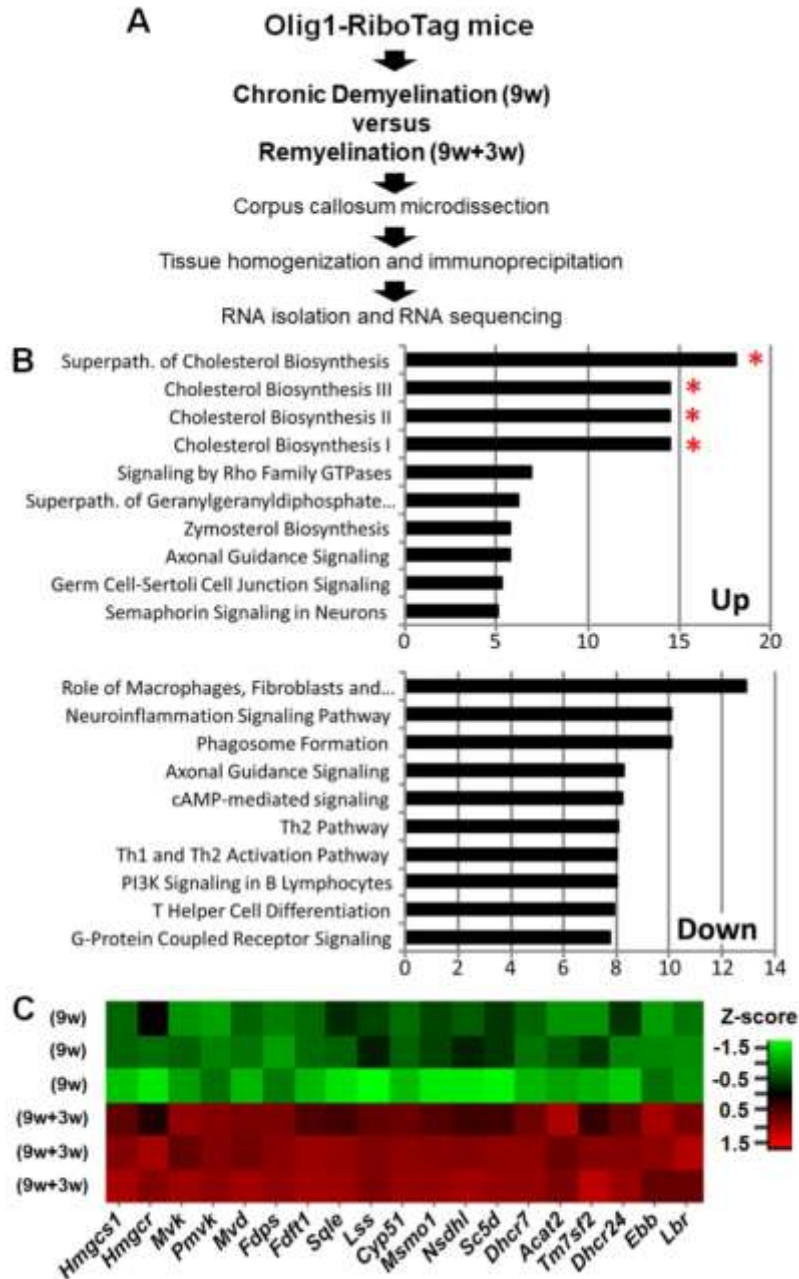 A
Olig1-RiboTag mice
Chronic Demyelination (9w)
versus
Remyelination (9w+3w)
Corpus callosum microdissection
Tissue homogenization and immunoprecipitation
RNA isolation and RNA sequencing
B
Superpath. of Cholesterol Biosynthesis *
Cholesterol Biosynthesis III *
Cholesterol Biosynthesis II *
Cholesterol Biosynthesis I *
Signaling by Rho Family GTPases
Superpath. of Geranylgeranyldiphosphate...
Zymosterol Biosynthesis
Axonal Guidance Signaling
Germ Cell-Sertoli Cell Junction Signaling
Semaphorin Signaling in Neurons
Up
0 5 10 15 20
Role of Macrophages, Fibroblasts and...
Neuroinflammation Signaling Pathway
Phagosome Formation
Axonal Guidance Signaling
cAMP-mediated signaling
Th2 Pathway
Th1 and Th2 Activation Pathway
PI3K Signaling in B Lymphocytes
T Helper Cell Differentiation
G-Protein Coupled Receptor Signaling
Down
0 2 4 6 8 10 12 14
C
(9w)
(9w)
(9w)
(9w+3w)
(9w+3w)
(9w+3w)
Z-score
-1.5
-0.5
0.5
1.5
Hmgcs1 Hmgcr Mvk Pmvk Mvd Fdps Fdft1 Sqle Lss Cyp51 Msmo1 Nsdhl Sc5d Dhcr7 Acat2 Tm7sf2 Dhcr24 Ebb Lbr